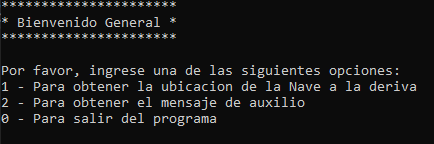 ***********************
* Bienvenido General *
***********************
Por favor, ingrese una de las siguientes opciones:
1 - Para obtener la ubicacion de la Nave a la deriva
2 - Para obtener el mensaje de auxilio
0 - Para salir del programa